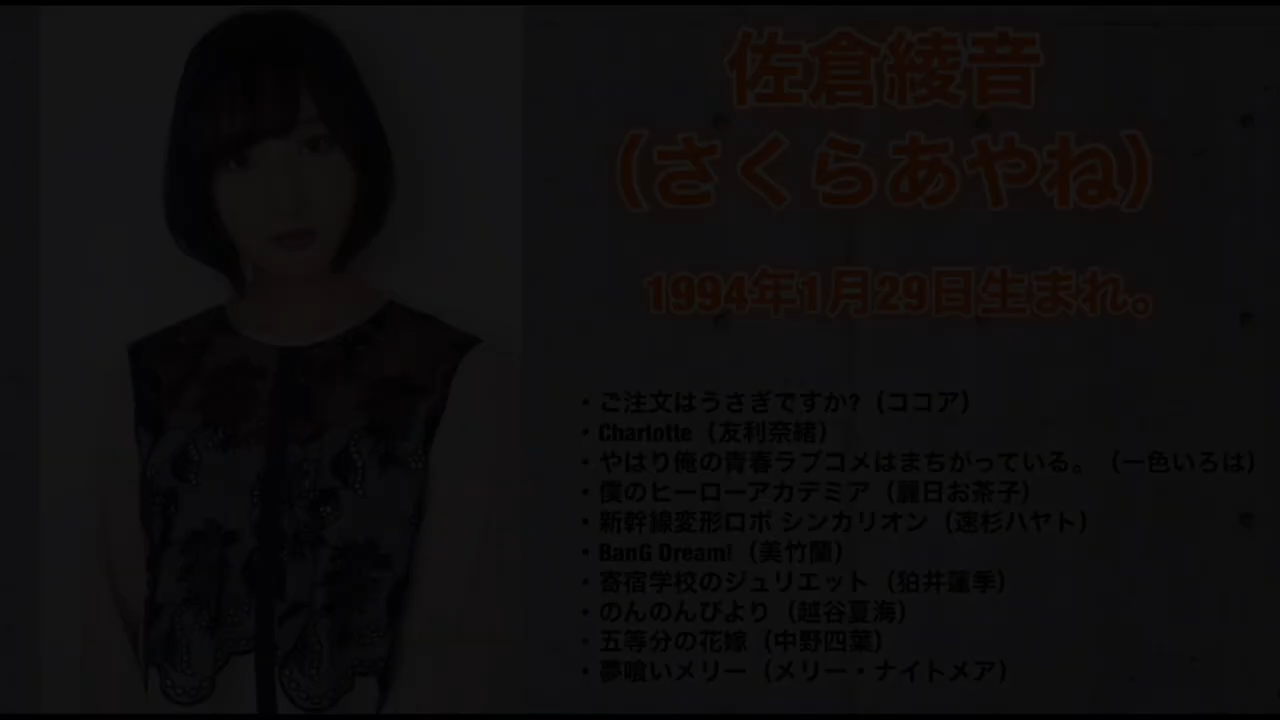 佐倉綾音
（さくらあやね）
1994年1月29日生まれ。
・ご注文はうさぎですか?（ココア）
・Charlotte（友利奈緒）
・やはり俺の青春ラブコメはまちがっている。（一色いろは）
・僕のヒーローアカデミア（麗日お茶子）
・新幹線変形ロボ シンカリオン（速杉ハヤト）
・BanG Dream!（美竹蘭）
・寄宿学校のジュリエット（狛井蓮季）
・のんのんびより（越谷夏海）
・五等分の花嫁（中野四葉）
・夢喰いメリー（メリー・ナイトメア）